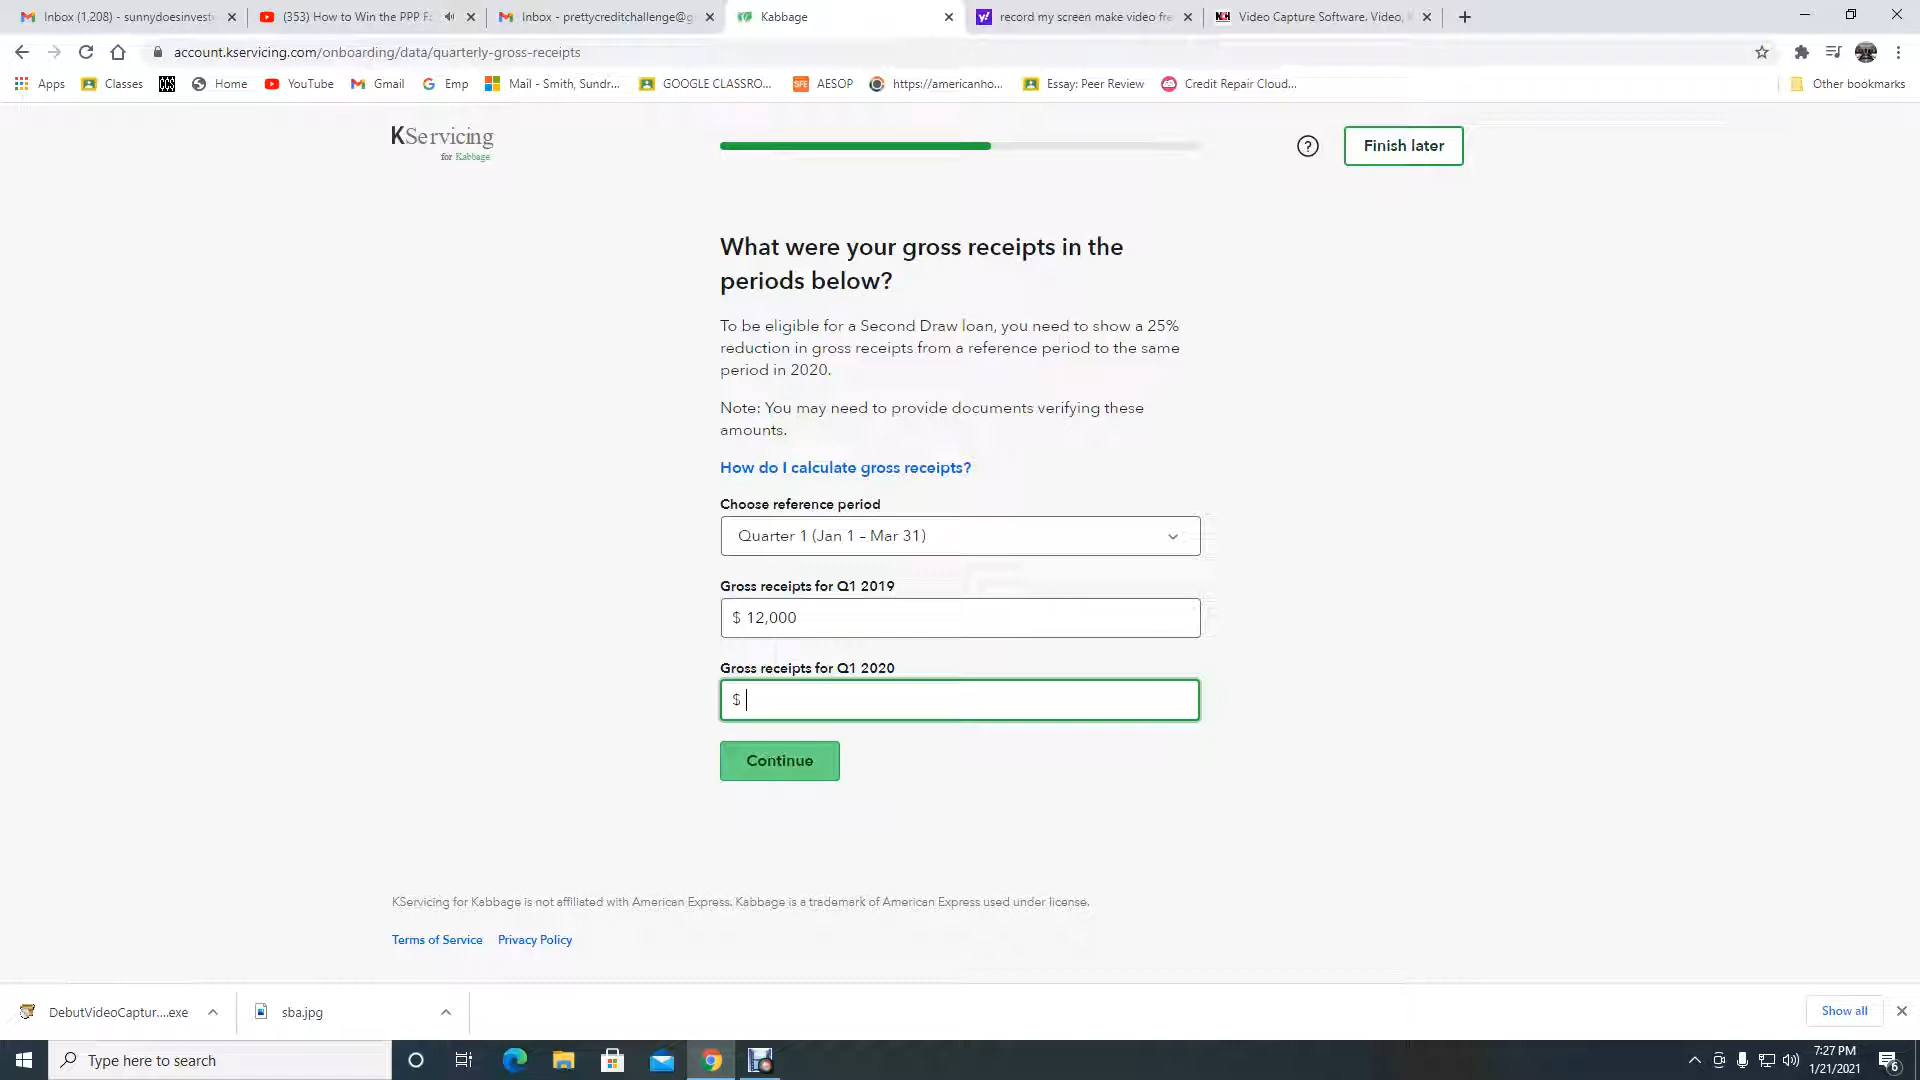 Inbox (1,208) - sunnydoesinvest
(353) How to Win the PPP F
Inbox - prettycreditchallenge@g
Kabbage
record my screen make video fre
Video Capture Software. Video,
account.kservicing.com/onboarding/data/quarterly-gross-receipts
Apps
Classes
CCS
Home
YouTube
Gmail
Emp
Mail - Smith, Sundr...
GOOGLE CLASSRO...
SFE
AESOP
https://americanho...
Essay: Peer Review
Credit Repair Cloud...
Other bookmarks
KServicing
for Kabbage
?
Finish later
What were your gross receipts in the
periods below?
To be eligible for a Second Draw loan, you need to show a 25%
reduction in gross receipts from a reference period to the same
period in 2020.
Note: You may need to provide documents verifying these
amounts.
How do I calculate gross receipts?
Choose reference period
Quarter 1 (Jan 1 – Mar 31)
Gross receipts for Q1 2019
$ 12,000
Gross receipts for Q1 2020
$
Continue
KServicing for Kabbage is not affiliated with American Express. Kabbage is a trademark of American Express used under license.
Terms of Service
Privacy Policy
DebutVideoCaptur....exe
sba.jpg
Show all
Type here to search
7:27 PM
1/21/2021
6